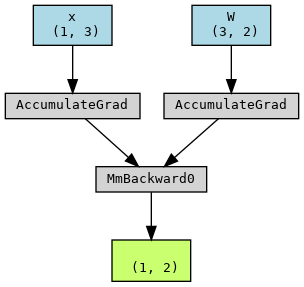 x
(1, 3)
W
(3, 2)
AccumulateGrad
AccumulateGrad
MmBackward0
(1, 2)